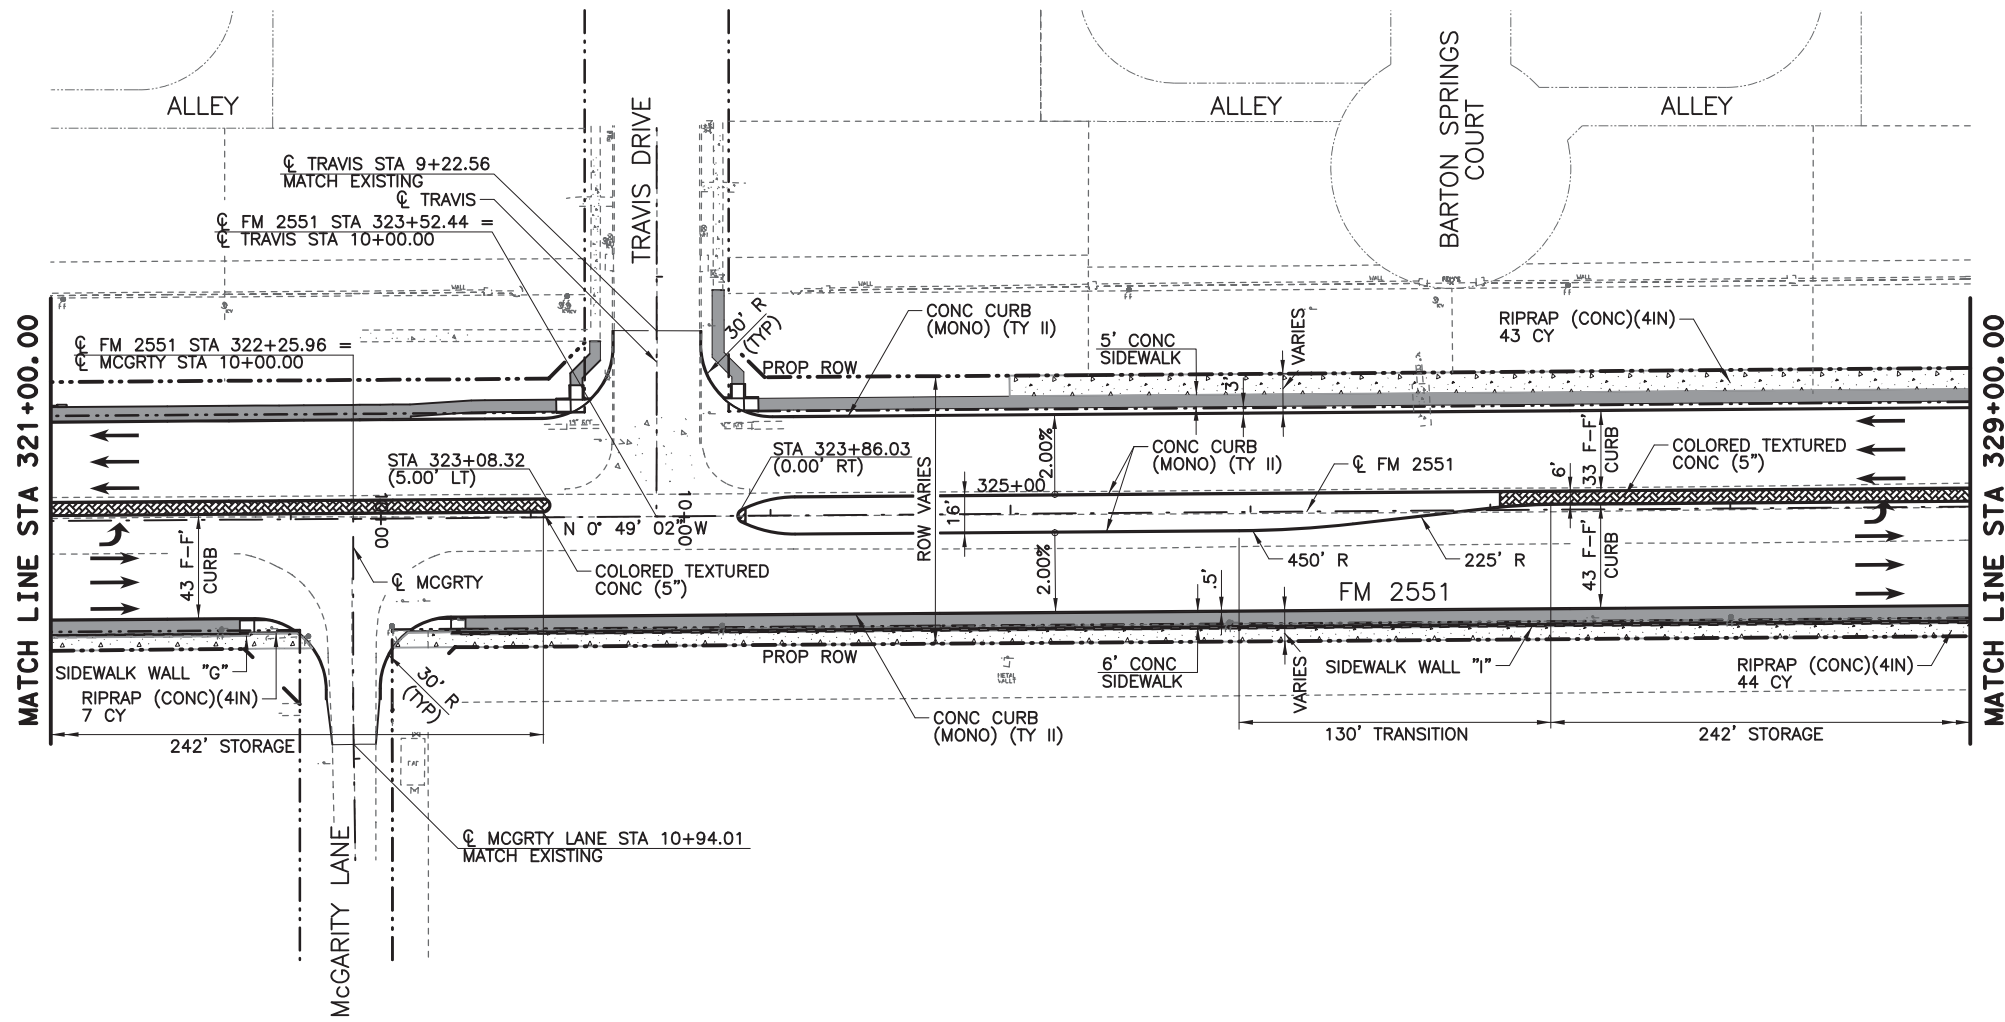 ALLEY
ALLEY
ALLEY
BARTON SPRINGS
COURT
TRAVIS DRIVE
℄ TRAVIS STA 9+22.56
MATCH EXISTING
℄ TRAVIS
℄ FM 2551 STA 323+52.44 =
℄ TRAVIS STA 10+00.00
WALL
WALL
WALL
WALL
℄ FM 2551 STA 322+25.96 =
℄ MCGRTY STA 10+00.00
30' R
(TYP)
PROP ROW
CONC CURB
(MONO) (TY II)
5' CONC
SIDEWALK
3'
VARIES
RIPRAP (CONC)(4IN)
43 CY
MATCH LINE STA 321+00.00
MATCH LINE STA 329+00.00
STA 323+08.32
(5.00' LT)
STA 323+86.03
(0.00' RT)
2.00%
CONC CURB
(MONO) (TY II)
℄ FM 2551
6'
33 F-F'
CURB
COLORED TEXTURED
CONC (5")
10+00
10+00
N 0° 49' 02" W
ROW VARIES
16'
325+00
43 F-F'
CURB
℄ MCGRTY
COLORED TEXTURED
CONC (5")
2.00%
.5'
450' R
225' R
FM 2551
43 F-F'
CURB
SIDEWALK WALL "G"
RIPRAP (CONC)(4IN)
7 CY
30' R
(TYP)
PROP ROW
METAL
6' CONC
SIDEWALK
VARIES
SIDEWALK WALL "I"
RIPRAP (CONC)(4IN)
44 CY
CONC CURB
(MONO) (TY II)
242' STORAGE
130' TRANSITION
242' STORAGE
℄ MCGRTY LANE STA 10+94.01
MATCH EXISTING
McGARITY LANE